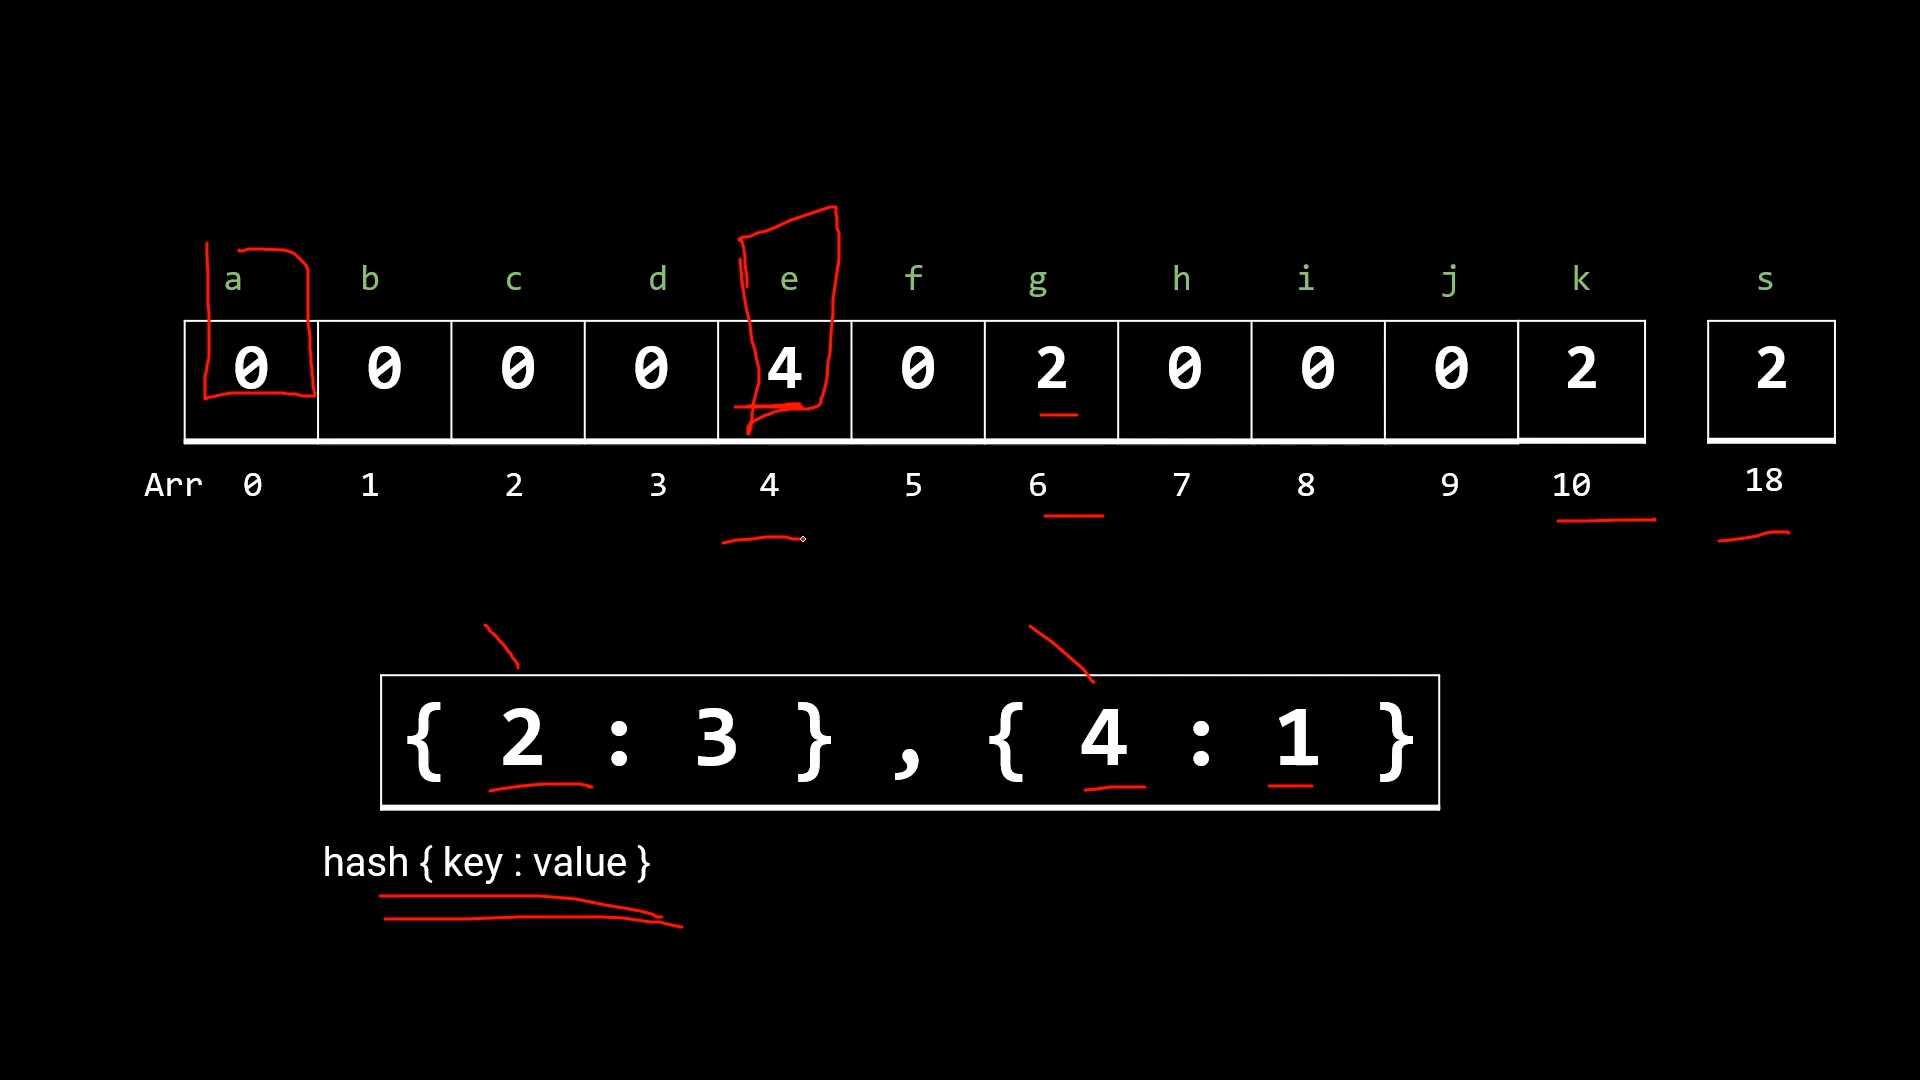 a b c d e f g h i j k s
0 0 0 0 4 0 2 0 0 0 2 2
Arr 0 1 2 3 4 5 6 7 8 9 10 18
{ 2 : 3 } , { 4 : 1 }
hash { key : value }